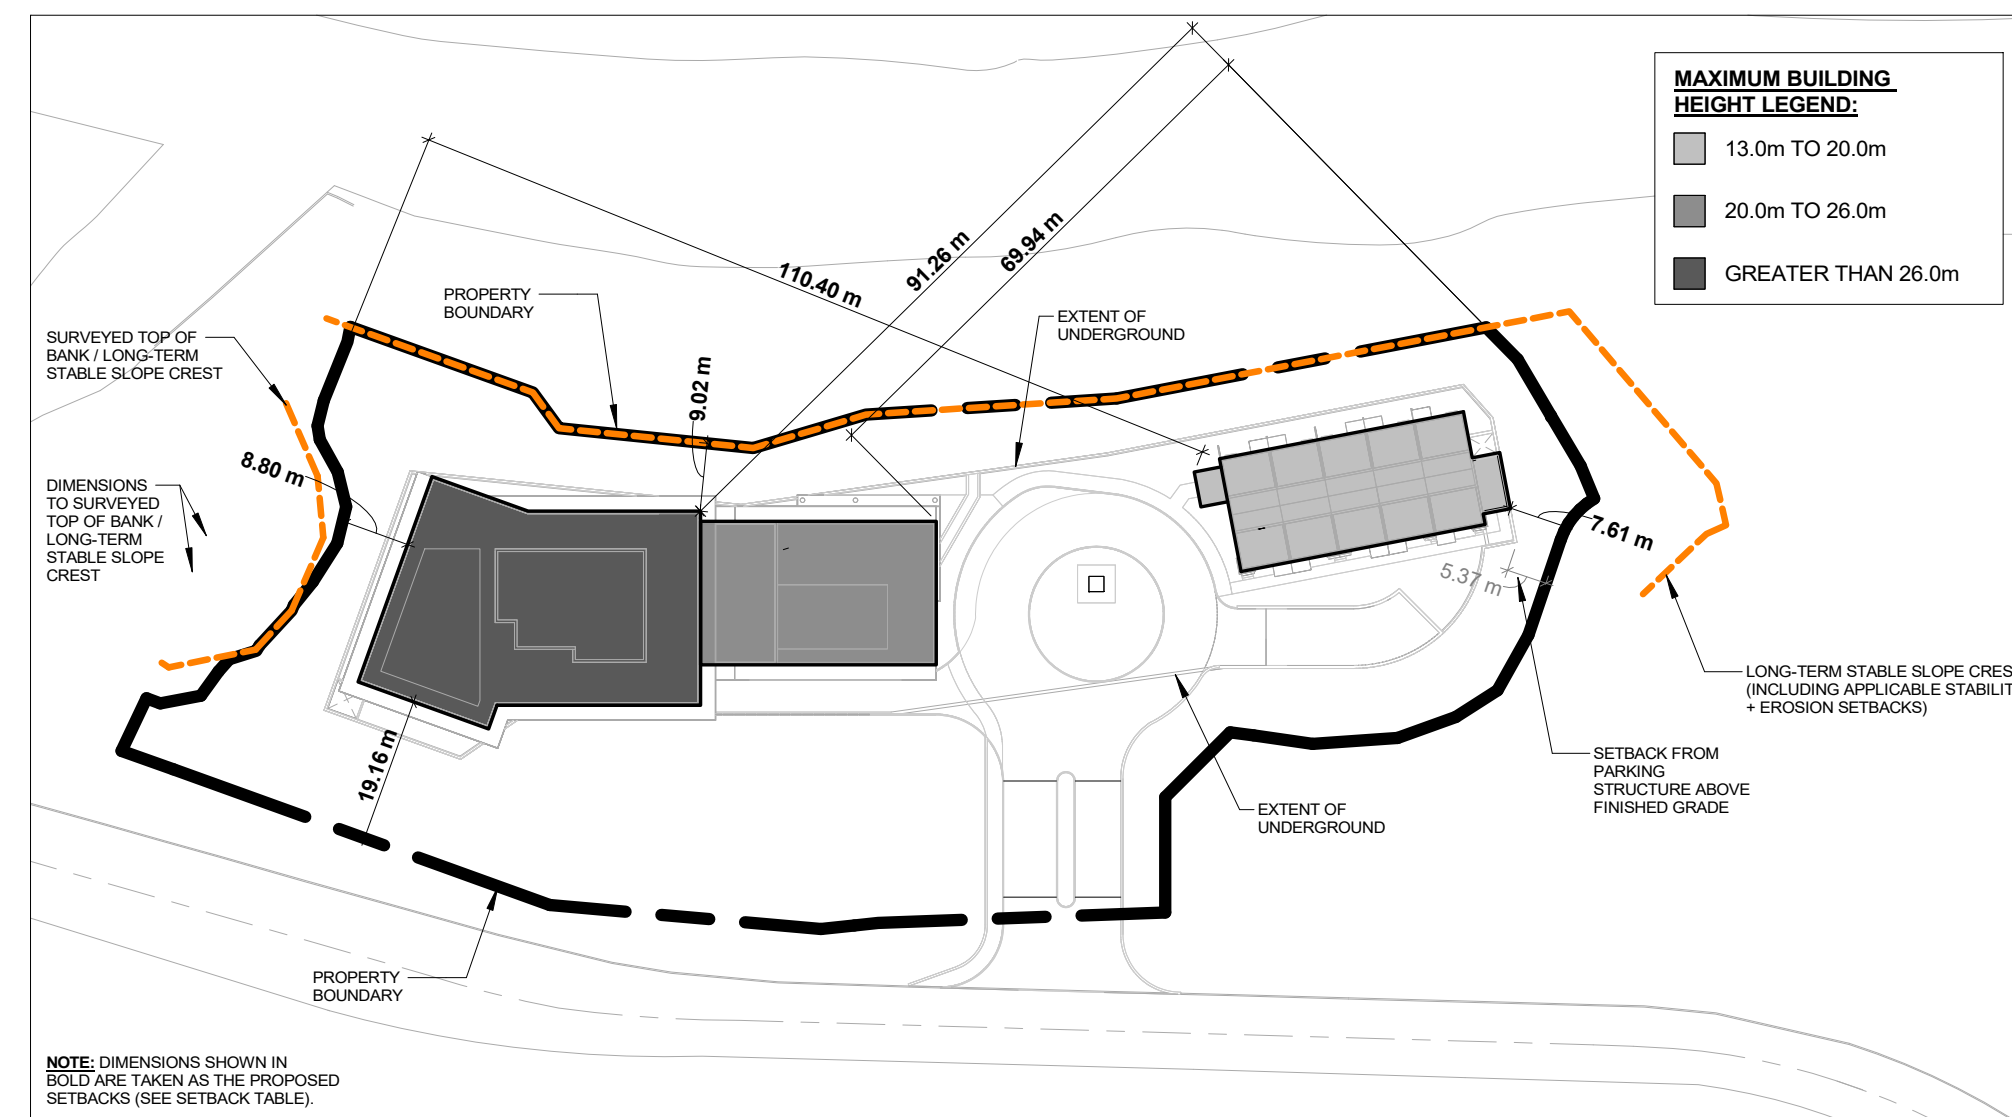 MAXIMUM BUILDING
HEIGHT LEGEND:
13.0m TO 20.0m
20.0m TO 26.0m
GREATER THAN 26.0m
91.26 m
69.94 m
110.40 m
PROPERTY
BOUNDARY
EXTENT OF
UNDERGROUND
SURVEYED TOP OF
BANK / LONG-TERM
STABLE SLOPE CREST
9.02 m
8.80 m
DIMENSIONS
TO SURVEYED
TOP OF BANK /
LONG-TERM
STABLE SLOPE
CREST
7.61 m
5.37 m
LONG-TERM STABLE SLOPE CRES
(INCLUDING APPLICABLE STABILIT
+ EROSION SETBACKS)
19.16 m
SETBACK FROM
PARKING
STRUCTURE ABOVE
FINISHED GRADE
EXTENT OF
UNDERGROUND
PROPERTY
BOUNDARY
NOTE: DIMENSIONS SHOWN IN
BOLD ARE TAKEN AS THE PROPOSED
SETBACKS (SEE SETBACK TABLE).